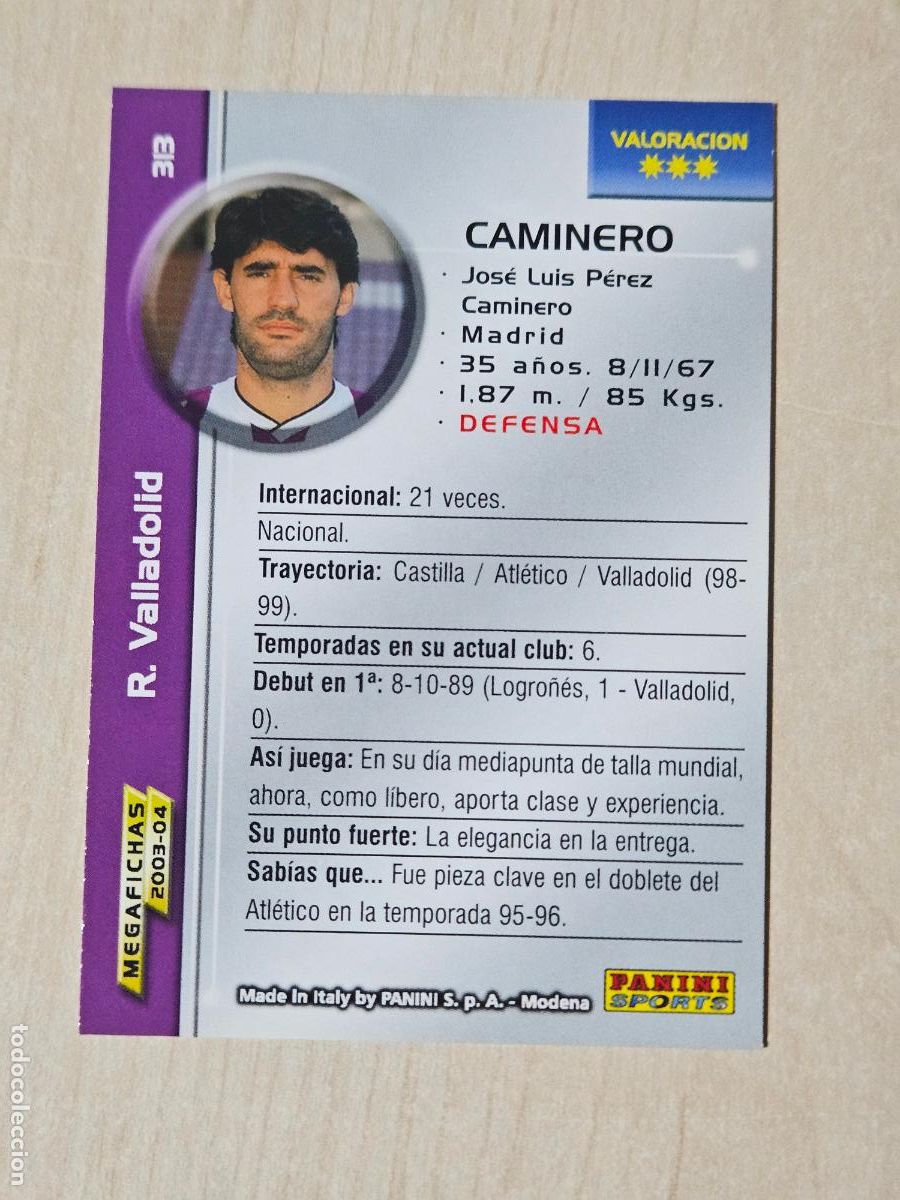 313
R. Valladolid
MEGAFICHAS
2003-04
VALORACION
CAMINERO
· José Luis Pérez
Caminero
· Madrid
· 35 años. 8/11/67
· 1,87 m. / 85 Kgs.
· DEFENSA
Internacional: 21 veces.
Nacional.
Trayectoria: Castilla / Atlético / Valladolid (98-
99).
Temporadas en su actual club: 6.
Debut en 1ª: 8-10-89 (Logroñés, 1 - Valladolid,
0).
Así juega: En su día mediapunta de talla mundial,
ahora, como líbero, aporta clase y experiencia.
Su punto fuerte: La elegancia en la entrega.
Sabías que... Fue pieza clave en el doblete del
Atlético en la temporada 95-96.
Made in Italy by PANINI S. p. A. - Modena
PANINI
SPORTS
todocoleccion